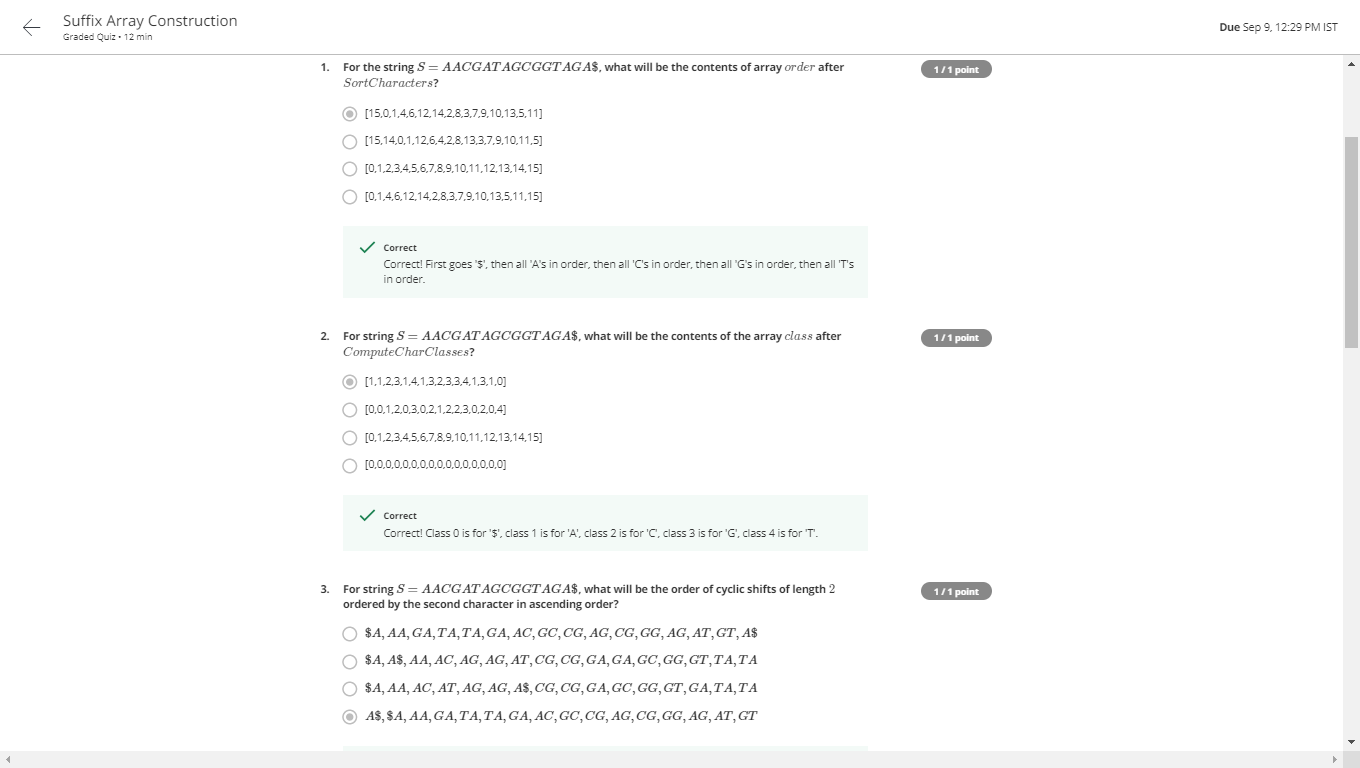 Suffix Array Construction
Graded Quiz • 12 min
Due Sep 9, 12:29 PM IST
1. For the string S = AACGATAGCGGTAGA$, what will be the contents of array order after
SortCharacters?
1 / 1 point
[15,0,1,4,6,12,14,2,8,3,7,9,10,13,5,11]
[15,14,0,1,12,6,4,2,8,13,3,7,9,10,11,5]
[0,1,2,3,4,5,6,7,8,9,10,11,12,13,14,15]
[0,1,4,6,12,14,2,8,3,7,9,10,13,5,11,15]
Correct
Correct! First goes '$', then all 'A's in order, then all 'C's in order, then all 'G's in order, then all 'T's
in order.
2. For string S = AACGATAGCGGTAGA$, what will be the contents of the array class after
ComputeCharClasses?
1 / 1 point
[1,1,2,3,1,4,1,3,2,3,3,4,1,3,1,0]
[0,0,1,2,0,3,0,2,1,2,2,3,0,2,0,4]
[0,1,2,3,4,5,6,7,8,9,10,11,12,13,14,15]
[0,0,0,0,0,0,0,0,0,0,0,0,0,0,0,0]
Correct
Correct! Class 0 is for '$', class 1 is for 'A', class 2 is for 'C', class 3 is for 'G', class 4 is for 'T'.
3. For string S = AACGATAGCGGTAGA$, what will be the order of cyclic shifts of length 2
ordered by the second character in ascending order?
1 / 1 point
$A, AA, GA, TA, TA, GA, AC, GC, CG, AG, CG, GG, AG, AT, GT, A$
$A, A$, AA, AC, AG, AG, AT, CG, CG, GA, GA, GC, GG, GT, TA, TA
$A, AA, AC, AT, AG, AG, A$, CG, CG, GA, GC, GG, GT, GA, TA, TA
A$, $A, AA, GA, TA, TA, GA, AC, GC, CG, AG, CG, GG, AG, AT, GT